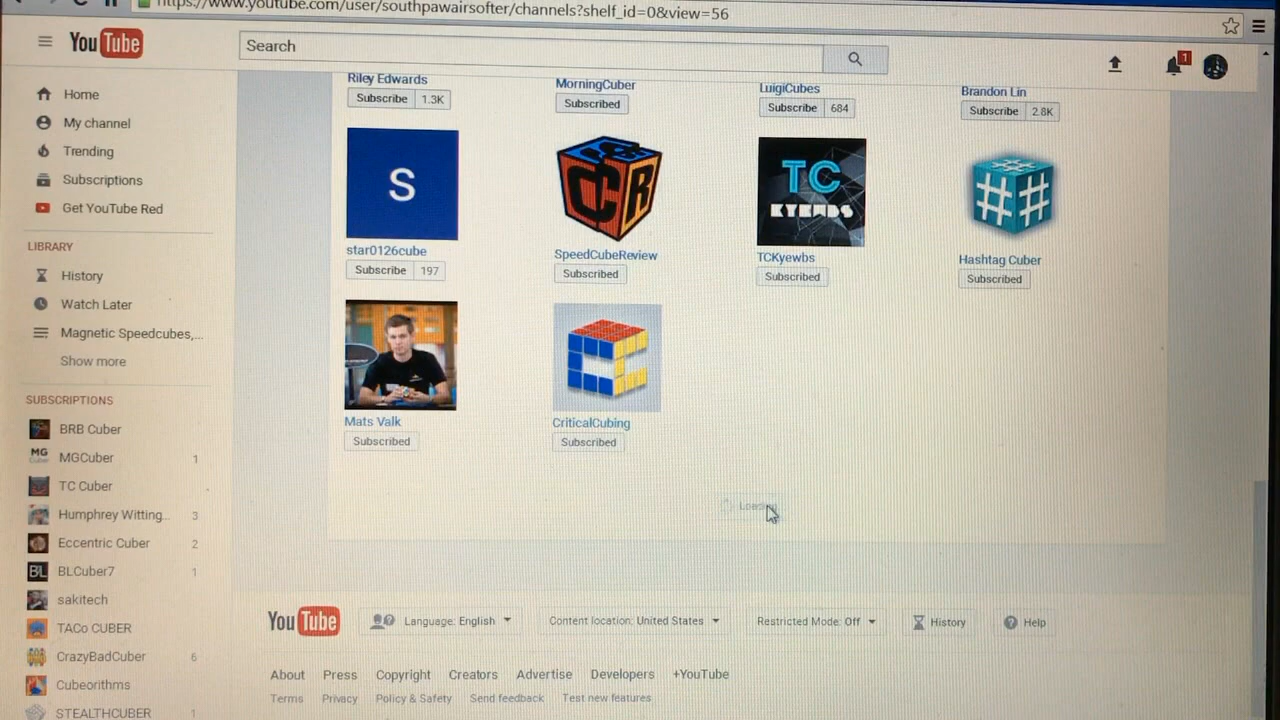 https://www.youtube.com/user/southpawairsofter/channels?shelf_id=0&view=56
YouTube
Search
1
Home
My channel
Trending
Subscriptions
Get YouTube Red
LIBRARY
History
Watch Later
Magnetic Speedcubes,...
Show more
SUBSCRIPTIONS
BRB Cuber
MG Cuber MGCuber 1
TC Cuber
Humphrey Witting... 3
Eccentric Cuber 2
BL BLCuber7 1
sakitech
TACo CUBER
CrazyBadCuber 6
Cubeorithms
STEALTHCUBER 1
Riley Edwards MorningCuber LuigiCubes Brandon Lin
Subscribe 1.3K Subscribed Subscribe 684 Subscribe 2.8K
S CR TC KYEWBS #
star0126cube SpeedCubeReview TCKyewbs Hashtag Cuber
Subscribe 197 Subscribed Subscribed Subscribed
Mats Valk CriticalCubing
Subscribed Subscribed
YouTube Language: English Content location: United States Restricted Mode: Off History Help
About Press Copyright Creators Advertise Developers +YouTube
Terms Privacy Policy & Safety Send feedback Test new features